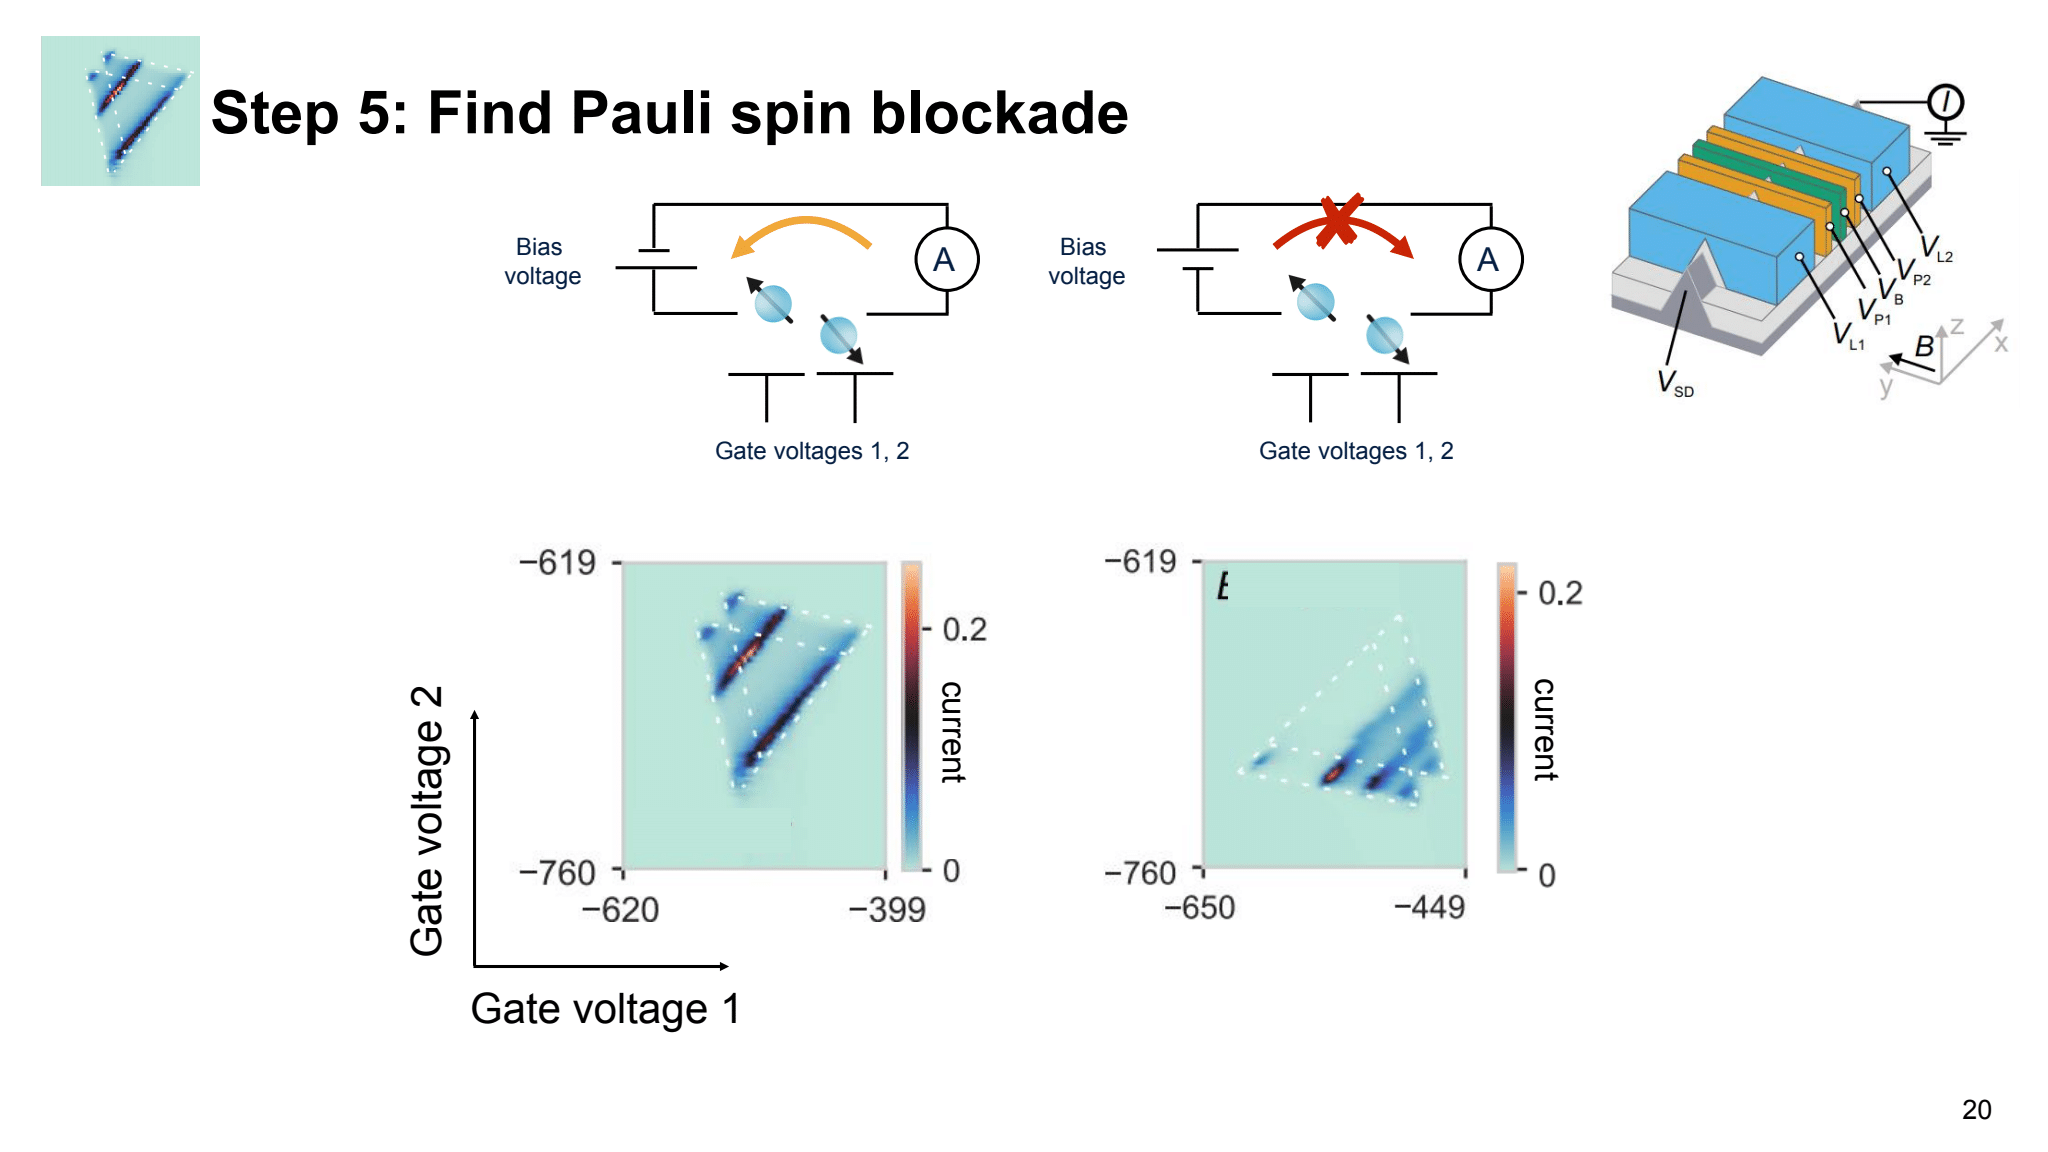 Step 5: Find Pauli spin blockade
Bias
voltage
A
Gate voltages 1, 2
Bias
voltage
A
Gate voltages 1, 2
I
VL2
VP2
VB
VP1
VL1
VSD
B
z
x
y
−619
−760
−620
−399
0.2
0
current
−619
−760
−650
−449
0.2
0
current
Gate voltage 2
Gate voltage 1
20